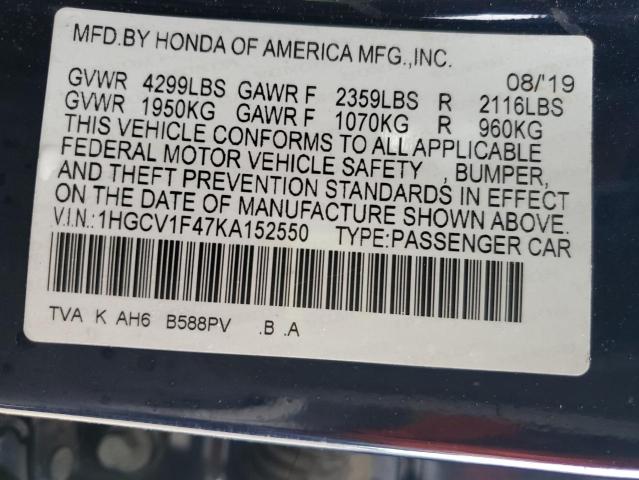 MFD.BY HONDA OF AMERICA MFG.,INC. 08/'19
GVWR 4299LBS GAWR F 2359LBS R 2116LBS
GVWR 1950KG GAWR F 1070KG R 960KG
THIS VEHICLE CONFORMS TO ALL APPLICABLE
FEDERAL MOTOR VEHICLE SAFETY , BUMPER,
AND THEFT PREVENTION STANDARDS IN EFFECT
ON THE DATE OF MANUFACTURE SHOWN ABOVE.
V.I.N.:1HGCV1F47KA152550 TYPE:PASSENGER CAR
TVA K AH6 B588PV .B .A